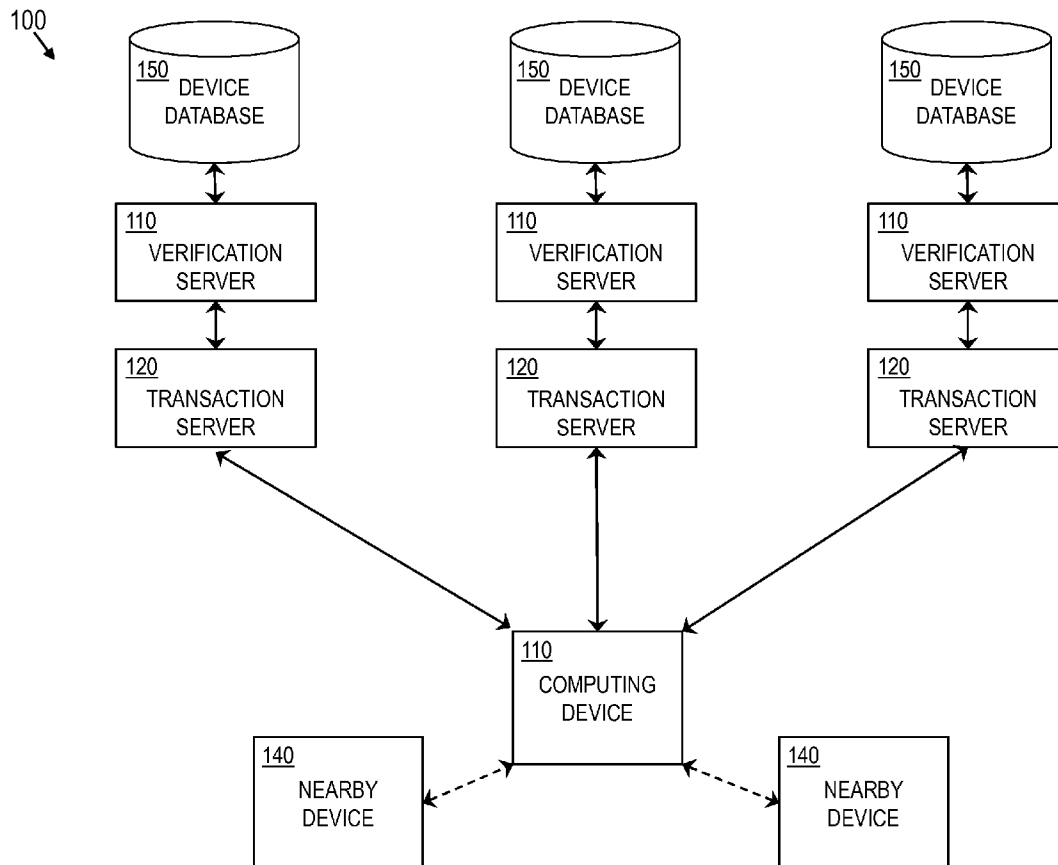 100
150
DEVICE
DATABASE
150
DEVICE
DATABASE
150
DEVICE
DATABASE
110
VERIFICATION
SERVER
110
VERIFICATION
SERVER
110
VERIFICATION
SERVER
120
TRANSACTION
SERVER
120
TRANSACTION
SERVER
120
TRANSACTION
SERVER
110
COMPUTING
DEVICE
140
NEARBY
DEVICE
140
NEARBY
DEVICE